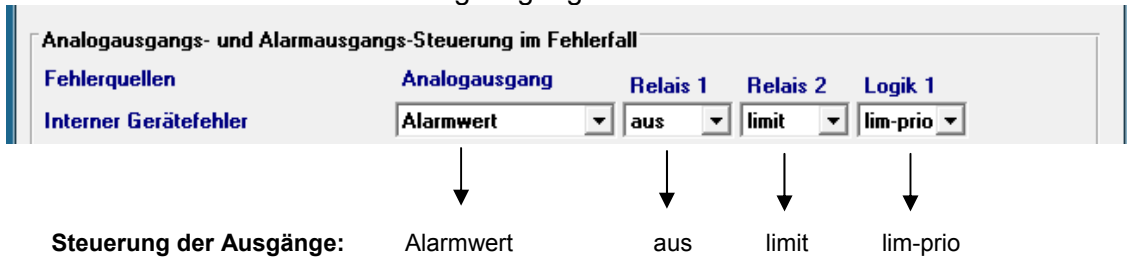 Analogausgangs- und Alarmausgangs-Steuerung im Fehlerfall
Fehlerquellen Analogausgang Relais 1 Relais 2 Logik 1
Interner Gerätefehler Alarmwert aus limit lim-prio
Steuerung der Ausgänge: Alarmwert aus limit lim-prio